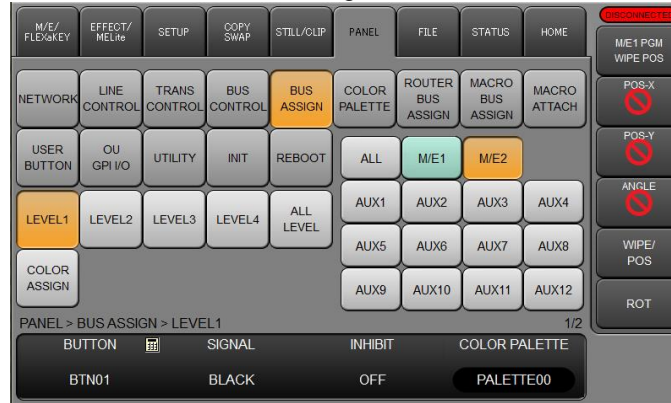 M/E/
FLEXaKEY
EFFECT/
MELite
SETUP
COPY
SWAP
STILL/CLIP
PANEL
FILE
STATUS
HOME
DISCONNECTED
M/E1 PGM
WIPE POS
NETWORK
LINE
CONTROL
TRANS
CONTROL
BUS
CONTROL
BUS
ASSIGN
COLOR
PALETTE
ROUTER
BUS
ASSIGN
MACRO
BUS
ASSIGN
MACRO
ATTACH
POS-X
USER
BUTTON
OU
GPI I/O
UTILITY
INIT
REBOOT
ALL
M/E1
M/E2
POS-Y
LEVEL1
LEVEL2
LEVEL3
LEVEL4
ALL
LEVEL
AUX1
AUX2
AUX3
AUX4
ANGLE
AUX5
AUX6
AUX7
AUX8
WIPE/
POS
COLOR
ASSIGN
AUX9
AUX10
AUX11
AUX12
ROT
PANEL > BUS ASSIGN > LEVEL1
1/2
BUTTON SIGNAL INHIBIT COLOR PALETTE
BTN01 BLACK OFF PALETTE00